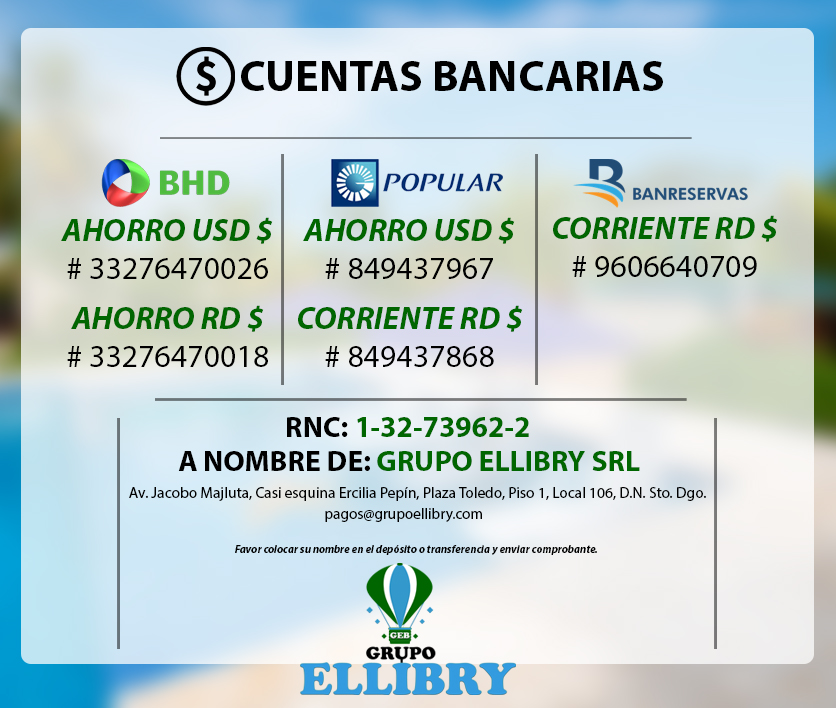 $ CUENTAS BANCARIAS
BHD
AHORRO USD $
# 33276470026
AHORRO RD $
# 33276470018
POPULAR
AHORRO USD $
# 849437967
CORRIENTE RD $
# 849437868
BANRESERVAS
CORRIENTE RD $
# 9606640709
RNC: 1-32-73962-2
A NOMBRE DE: GRUPO ELLIBRY SRL
Av. Jacobo Majluta, Casi esquina Ercilia Pepín, Plaza Toledo, Piso 1, Local 106, D.N. Sto. Dgo.
pagos@grupoellibry.com
Favor colocar su nombre en el depósito o transferencia y enviar comprobante.
GEB
GRUPO
ELLIBRY